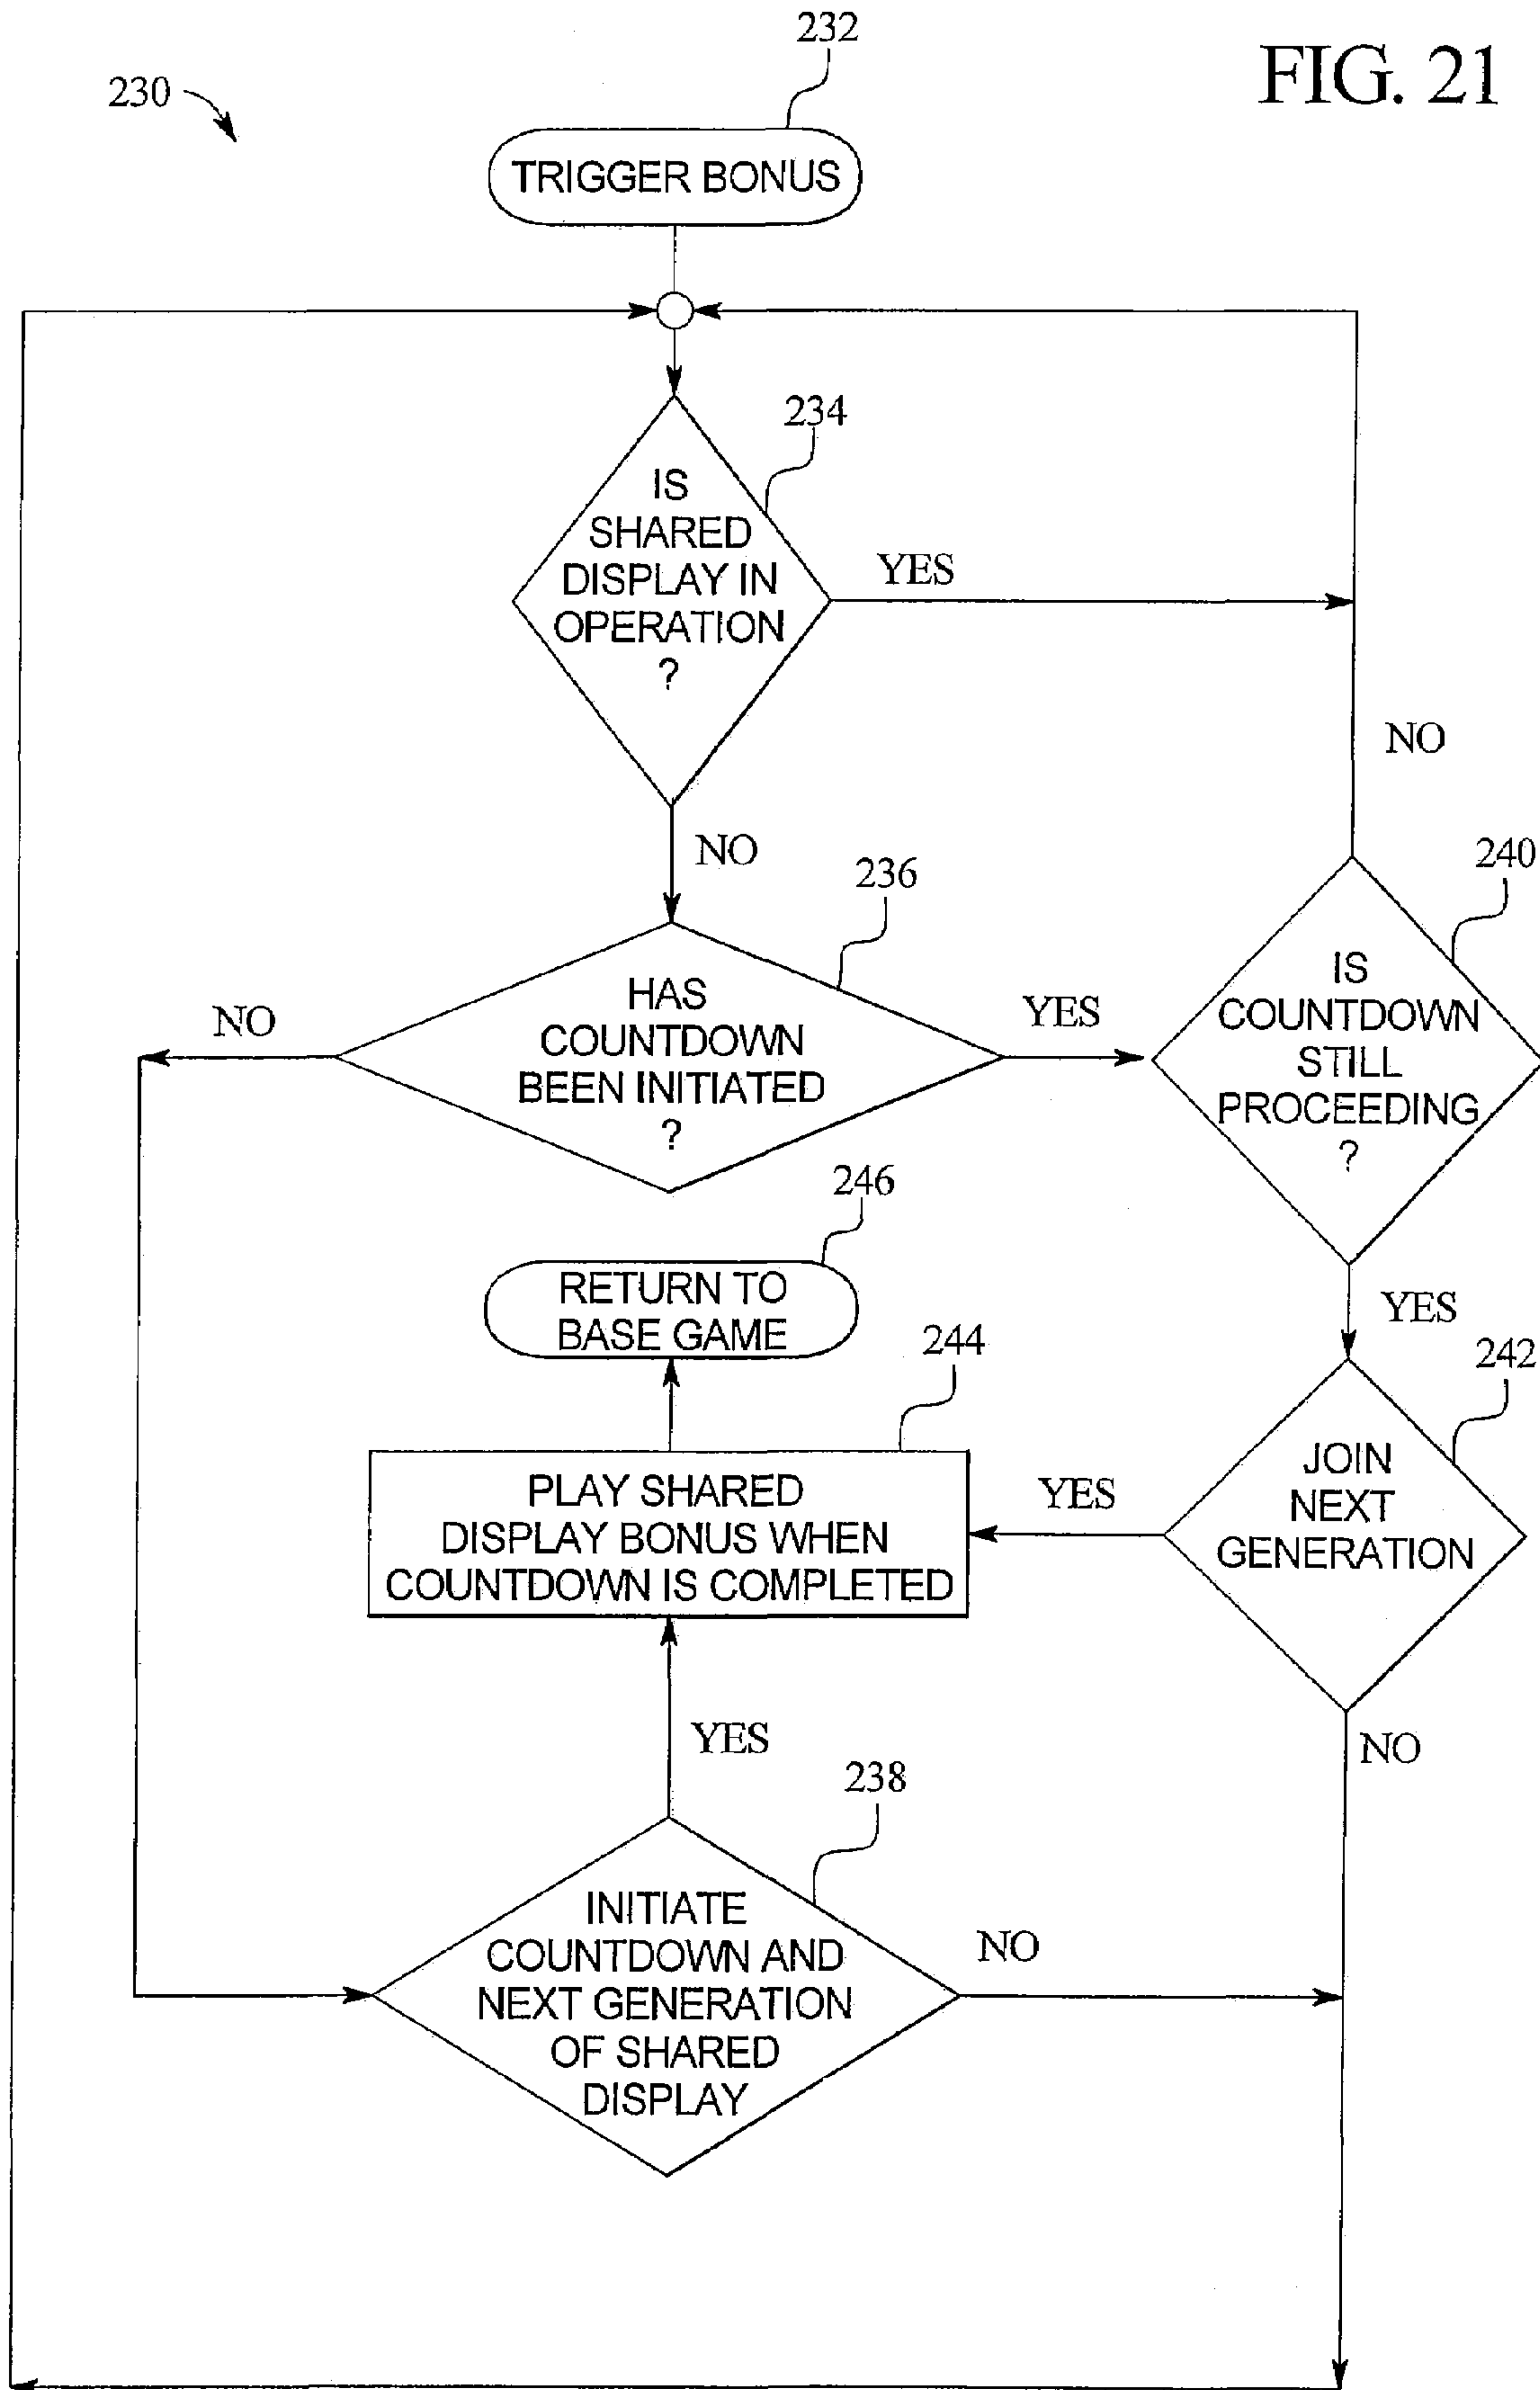 232
FIG. 21
230
TRIGGER BONUS
234
IS
SHARED
DISPLAY IN
OPERATION
?
YES
NO
NO
236
240
HAS
COUNTDOWN
BEEN INITIATED
?
NO
YES
IS
COUNTDOWN
STILL
PROCEEDING
?
246
RETURN TO
BASE GAME
YES
244
242
PLAY SHARED
DISPLAY BONUS WHEN
COUNTDOWN IS COMPLETED
YES
JOIN
NEXT
GENERATION
YES
NO
238
INITIATE
COUNTDOWN AND
NEXT GENERATION
OF SHARED
DISPLAY
NO